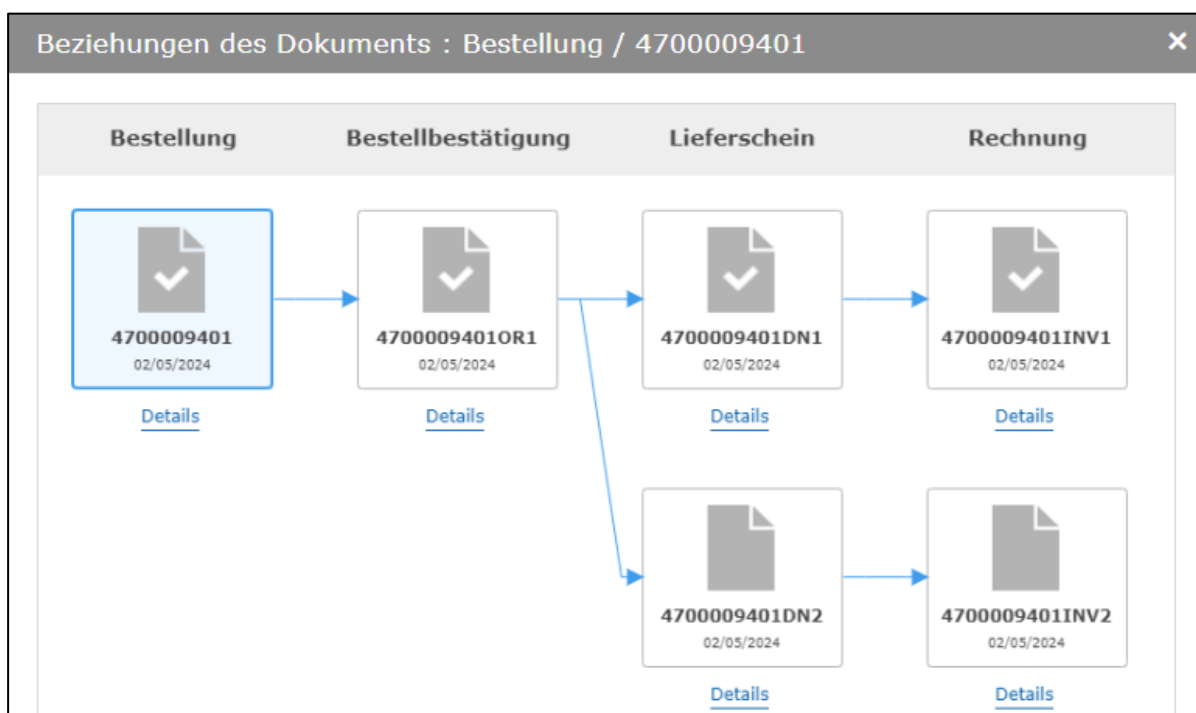 Beziehungen des Dokuments : Bestellung / 4700009401 ×
Bestellung Bestellbestätigung Lieferschein Rechnung
4700009401 4700009401OR1 4700009401DN1 4700009401INV1
02/05/2024 02/05/2024 02/05/2024 02/05/2024
Details Details Details Details
4700009401DN2 4700009401INV2
02/05/2024 02/05/2024
Details Details